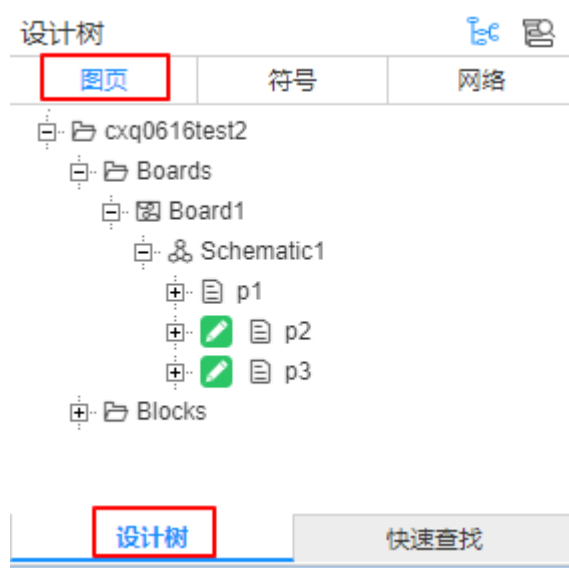 设计树
图页 符号 网络
cxq0616test2
Boards
Board1
Schematic1
p1
p2
p3
Blocks
设计树 快速查找